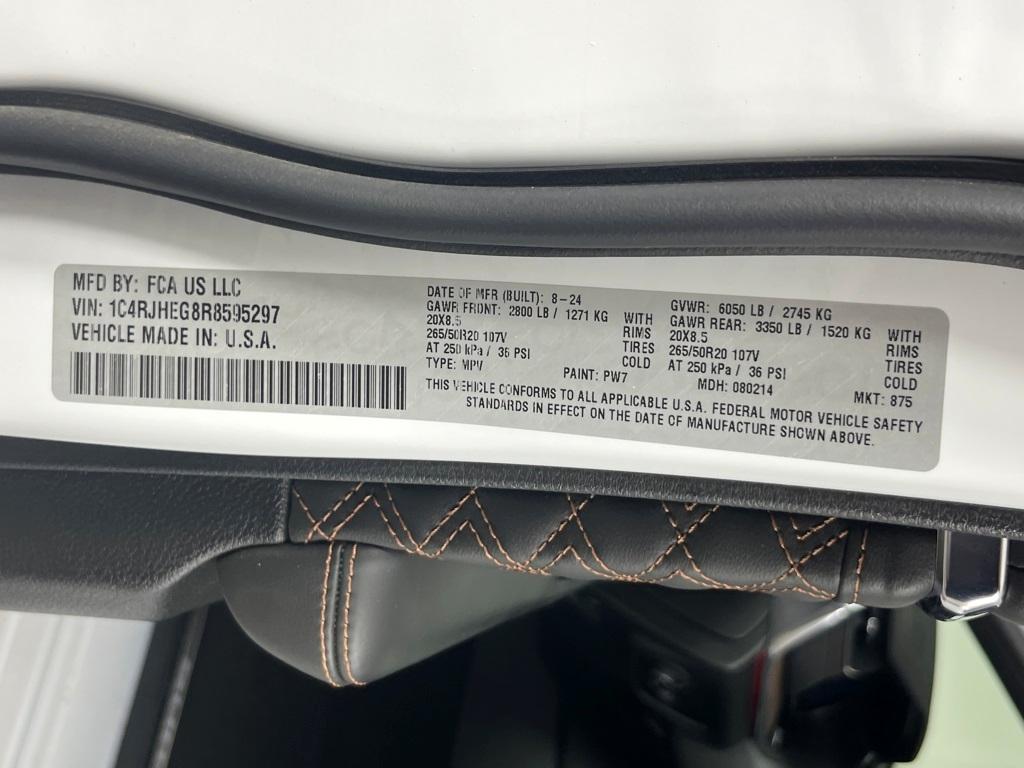 MFD BY: FCA US LLC
VIN: 1C4RJHEG8R8595297
VEHICLE MADE IN: U.S.A.
DATE OF MFR (BUILT): 8-24
GAWR FRONT: 2800 LB / 1271 KG WITH
20X8.5 RIMS
265/50R20 107V TIRES
AT 250 kPa / 36 PSI COLD
TYPE: MPV PAINT: PW7
GVWR: 6050 LB / 2745 KG
GAWR REAR: 3350 LB / 1520 KG WITH
20X8.5 RIMS
265/50R20 107V TIRES
AT 250 kPa / 36 PSI COLD
MDH: 080214 MKT: 875
THIS VEHICLE CONFORMS TO ALL APPLICABLE U.S.A. FEDERAL MOTOR VEHICLE SAFETY
STANDARDS IN EFFECT ON THE DATE OF MANUFACTURE SHOWN ABOVE.